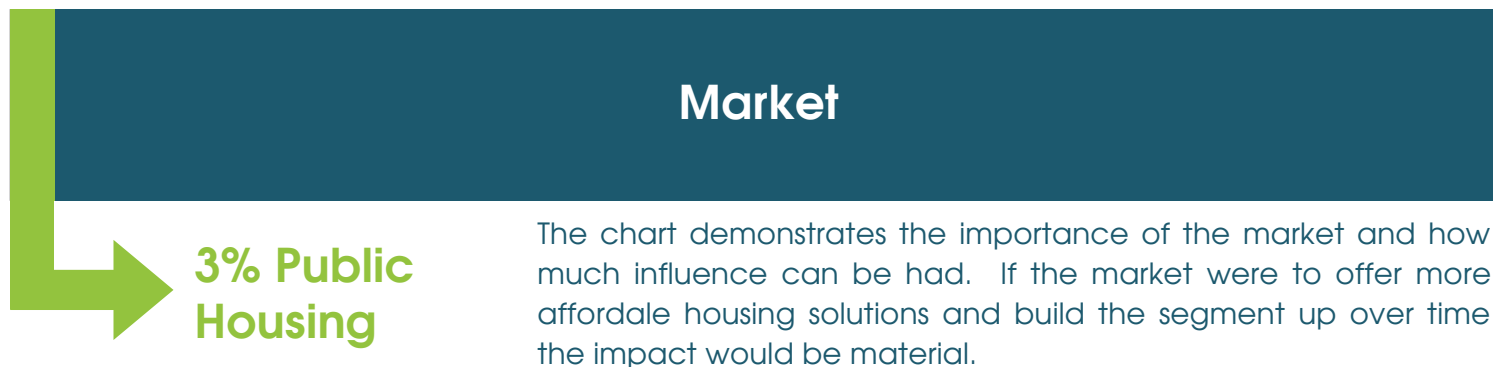 Market
3% Public
Housing
The chart demonstrates the importance of the market and how
much influence can be had. If the market were to offer more
affordale housing solutions and build the segment up over time
the impact would be material.